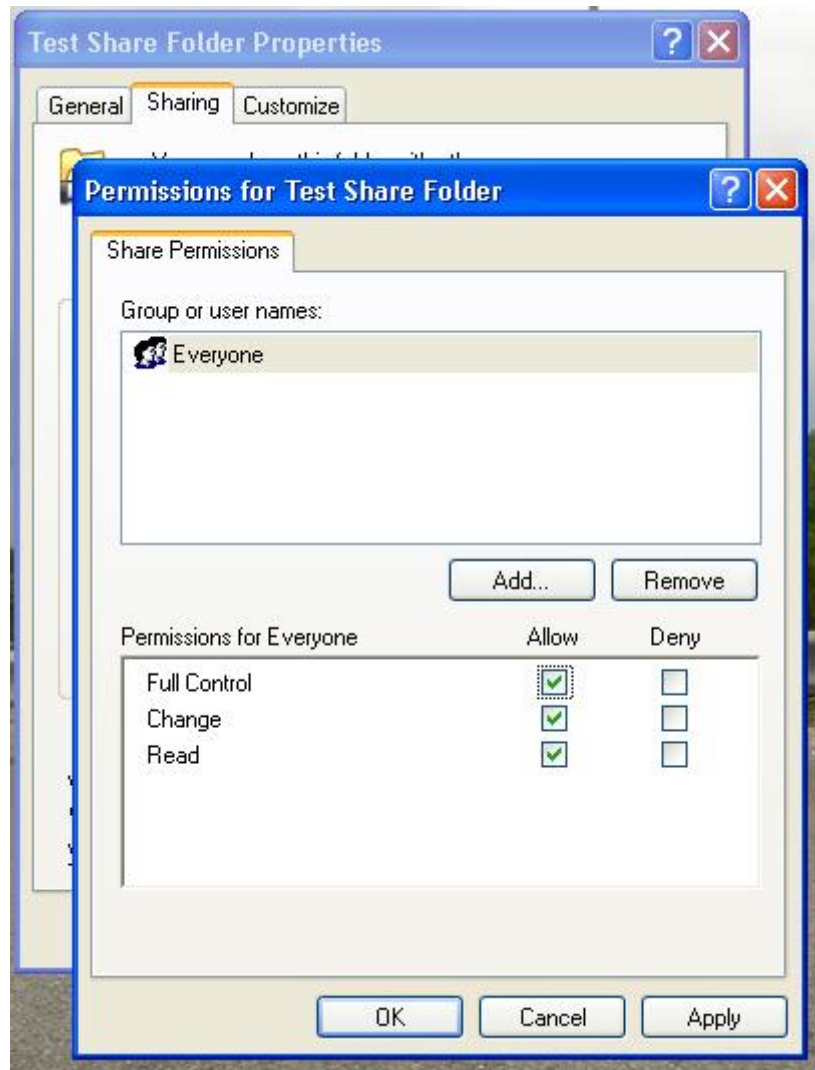 Test Share Folder Properties
General Sharing Customize
Permissions for Test Share Folder
Share Permissions
Group or user names:
Everyone
Add... Remove
Permissions for Everyone Allow Deny
Full Control
Change
Read
OK Cancel Apply